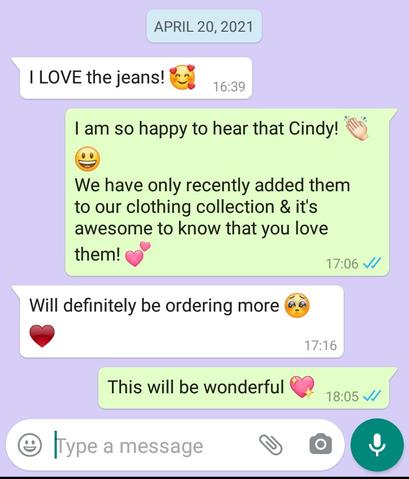 APRIL 20, 2021
I LOVE the jeans! 🥰 16:39
I am so happy to hear that Cindy! 👏🏻
😃
We have only recently added them
to our clothing collection & it's
awesome to know that you love
them! 💕 17:06
Will definitely be ordering more 🥺
♥️ 17:16
This will be wonderful 💖 18:05
Type a message